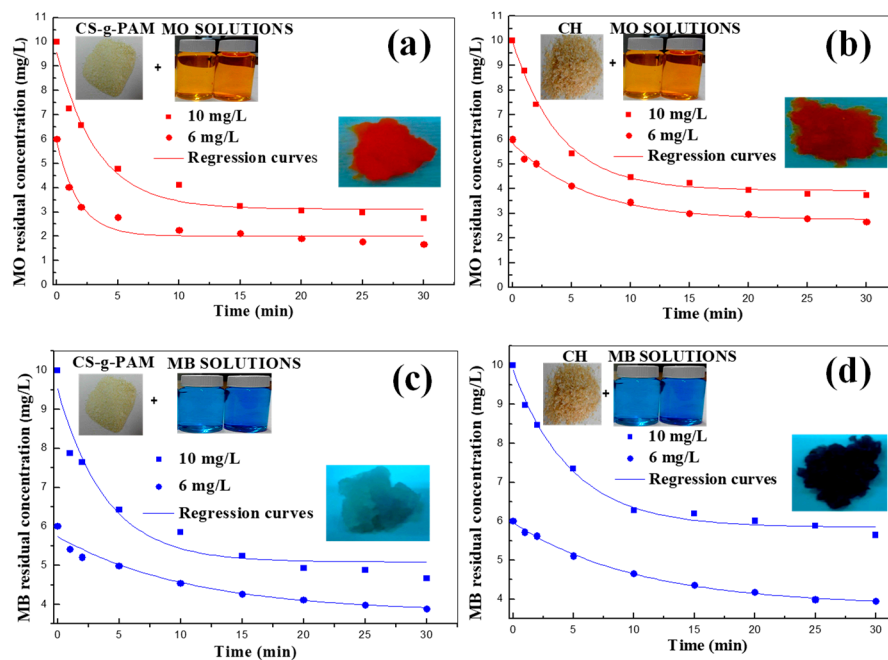 CS-g-PAM MO SOLUTIONS
(a)
+
10 mg/L
6 mg/L
Regression curves
MO residual concentration (mg/L)
11
10
9
8
7
6
5
4
3
2
1
0
0 5 10 15 20 25 30
Time (min)
CH MO SOLUTIONS
(b)
+
10 mg/L
6 mg/L
Regression curves
MO residual concentration (mg/L)
11
10
9
8
7
6
5
4
3
2
1
0
0 5 10 15 20 25 30
Time (min)
CS-g-PAM MB SOLUTIONS
(c)
+
10 mg/L
6 mg/L
Regression curves
MB residual concentration (mg/L)
10
9
8
7
6
5
4
0 5 10 15 20 25 30
Time (min)
CH MB SOLUTIONS
(d)
+
10 mg/L
6 mg/L
Regression curves
MB residual concentration (mg/L)
10
9
8
7
6
5
4
0 5 10 15 20 25 30
Time (min)